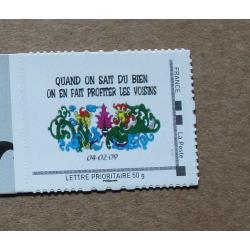 QUAND ON SAIT DU BIEN
ON EN FAIT PROFITER LES VOISINS
04-02-09
LETTRE PRIORITAIRE 50 g
FRANCE
La Poste